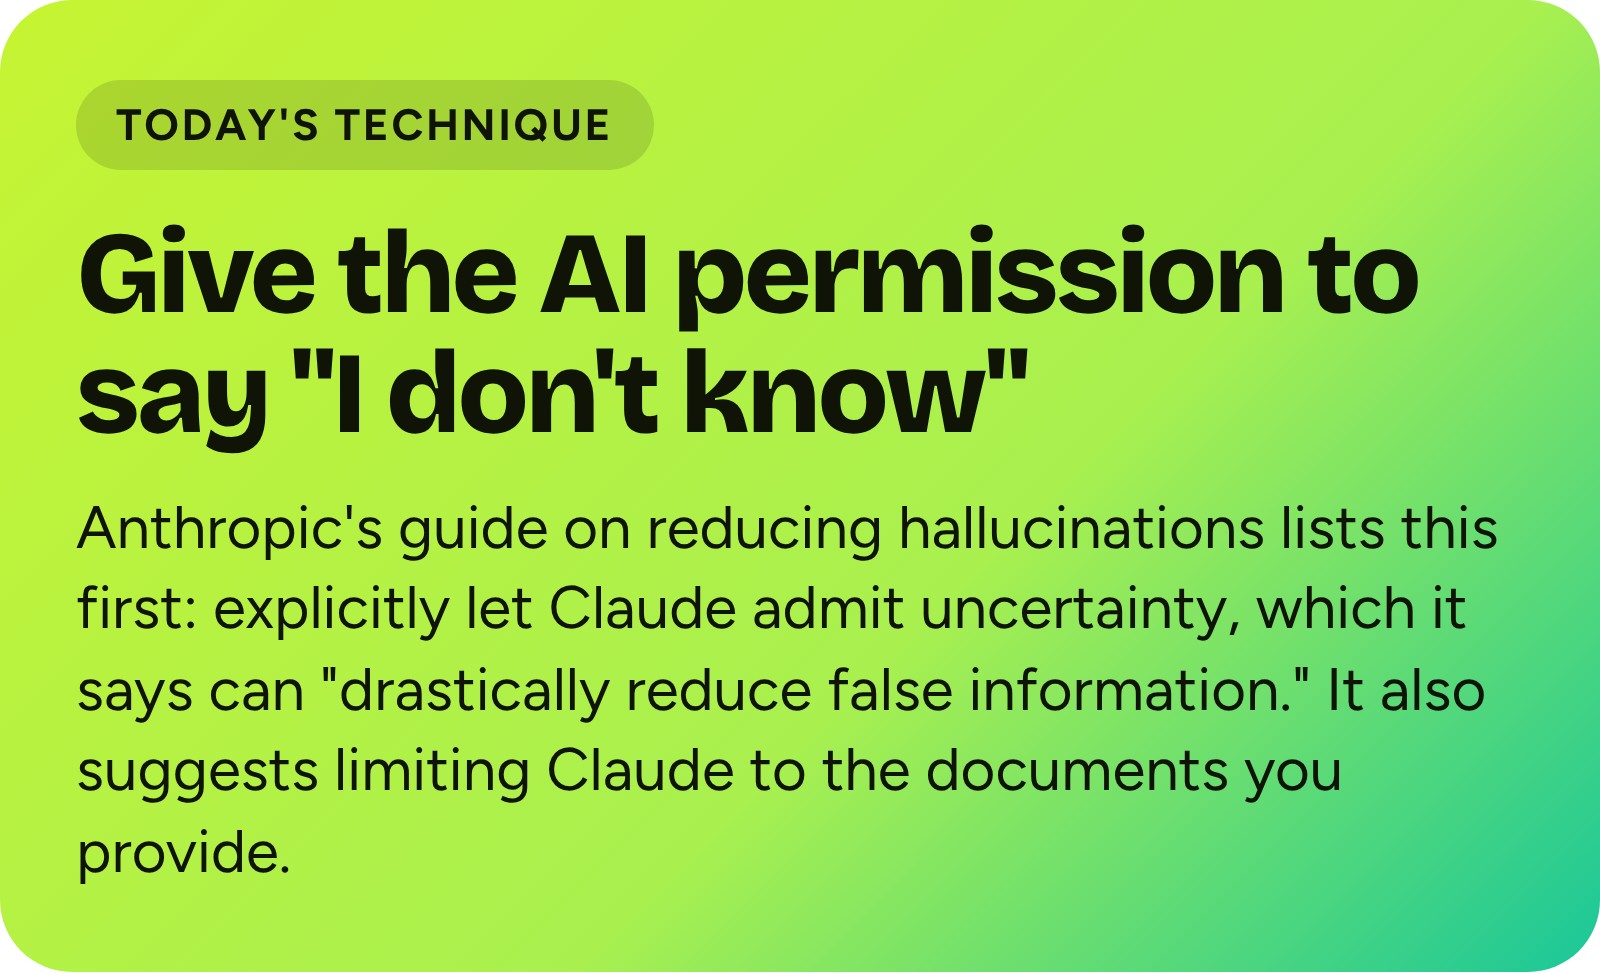 TODAY'S TECHNIQUE
Give the AI permission to
say "I don't know"
Anthropic's guide on reducing hallucinations lists this
first: explicitly let Claude admit uncertainty, which it
says can "drastically reduce false information." It also
suggests limiting Claude to the documents you
provide.